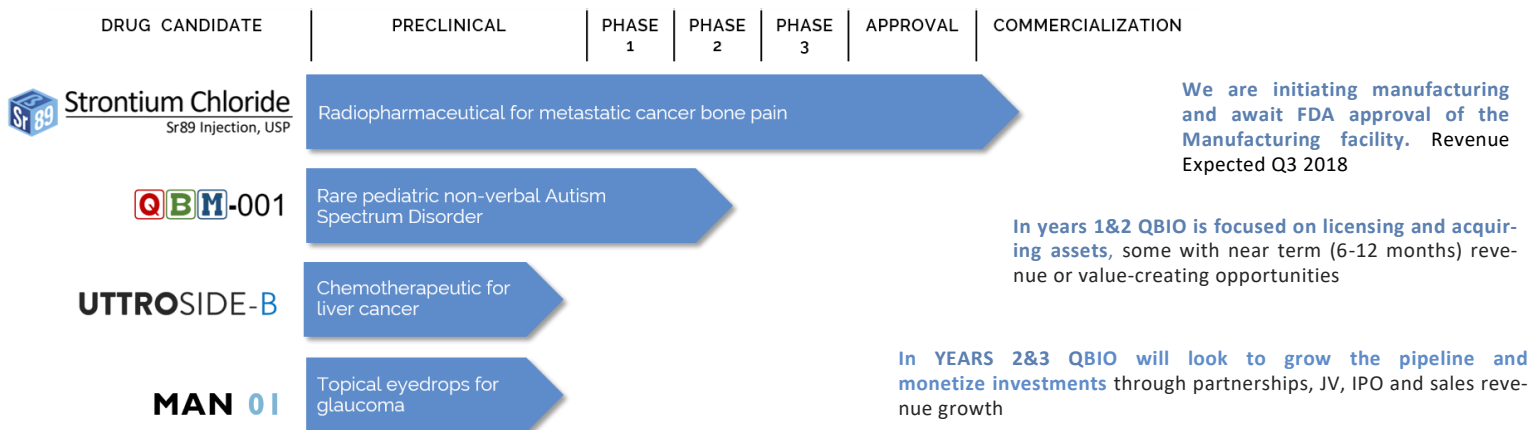 DRUG CANDIDATE
PRECLINICAL
PHASE 1
PHASE 2
PHASE 3
APPROVAL
COMMERCIALIZATION
Sr 89 β
Strontium Chloride
Sr89 Injection, USP
Radiopharmaceutical for metastatic cancer bone pain
We are initiating manufacturing
and await FDA approval of the
Manufacturing facility. Revenue
Expected Q3 2018
QBM-001
Rare pediatric non-verbal Autism
Spectrum Disorder
In years 1&2 QBIO is focused on licensing and acquir-
ing assets, some with near term (6-12 months) reve-
nue or value-creating opportunities
UTTROSIDE-B
Chemotherapeutic for
liver cancer
In YEARS 2&3 QBIO will look to grow the pipeline and
monetize investments through partnerships, JV, IPO and sales reve-
nue growth
MAN 01
Topical eyedrops for
glaucoma